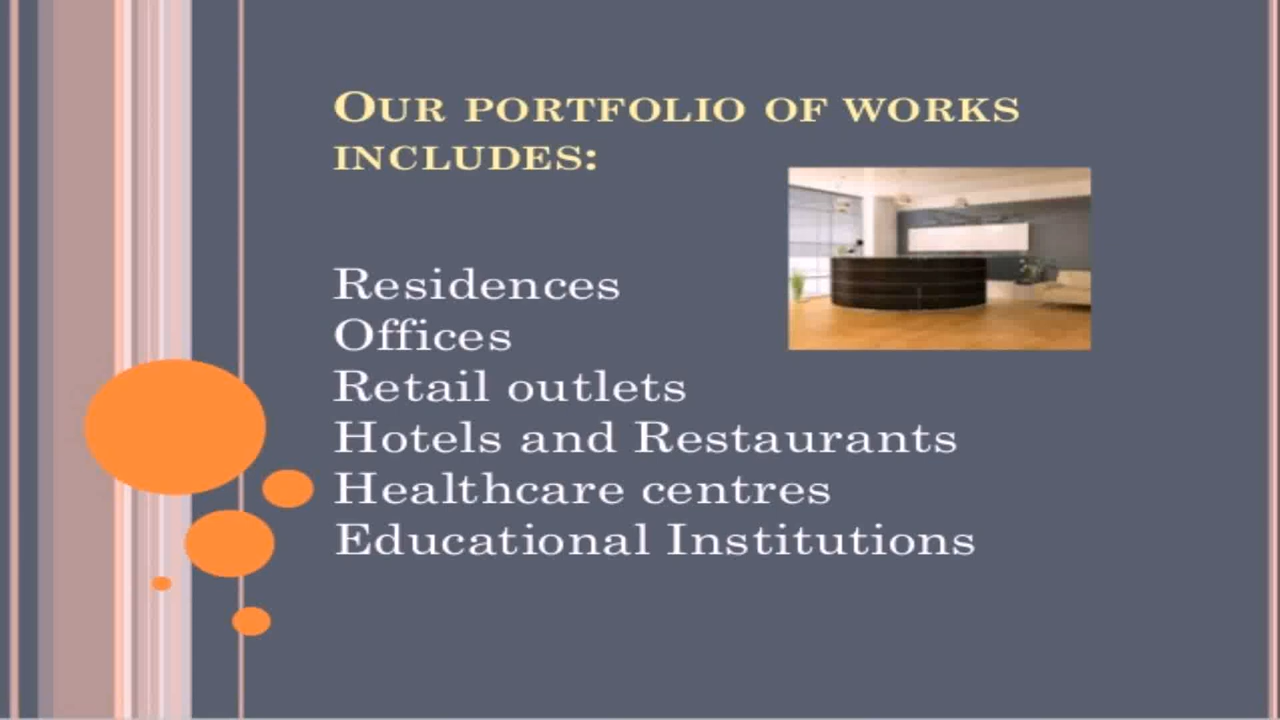 Our portfolio of works
includes:
Residences
Offices
Retail outlets
Hotels and Restaurants
Healthcare centres
Educational Institutions